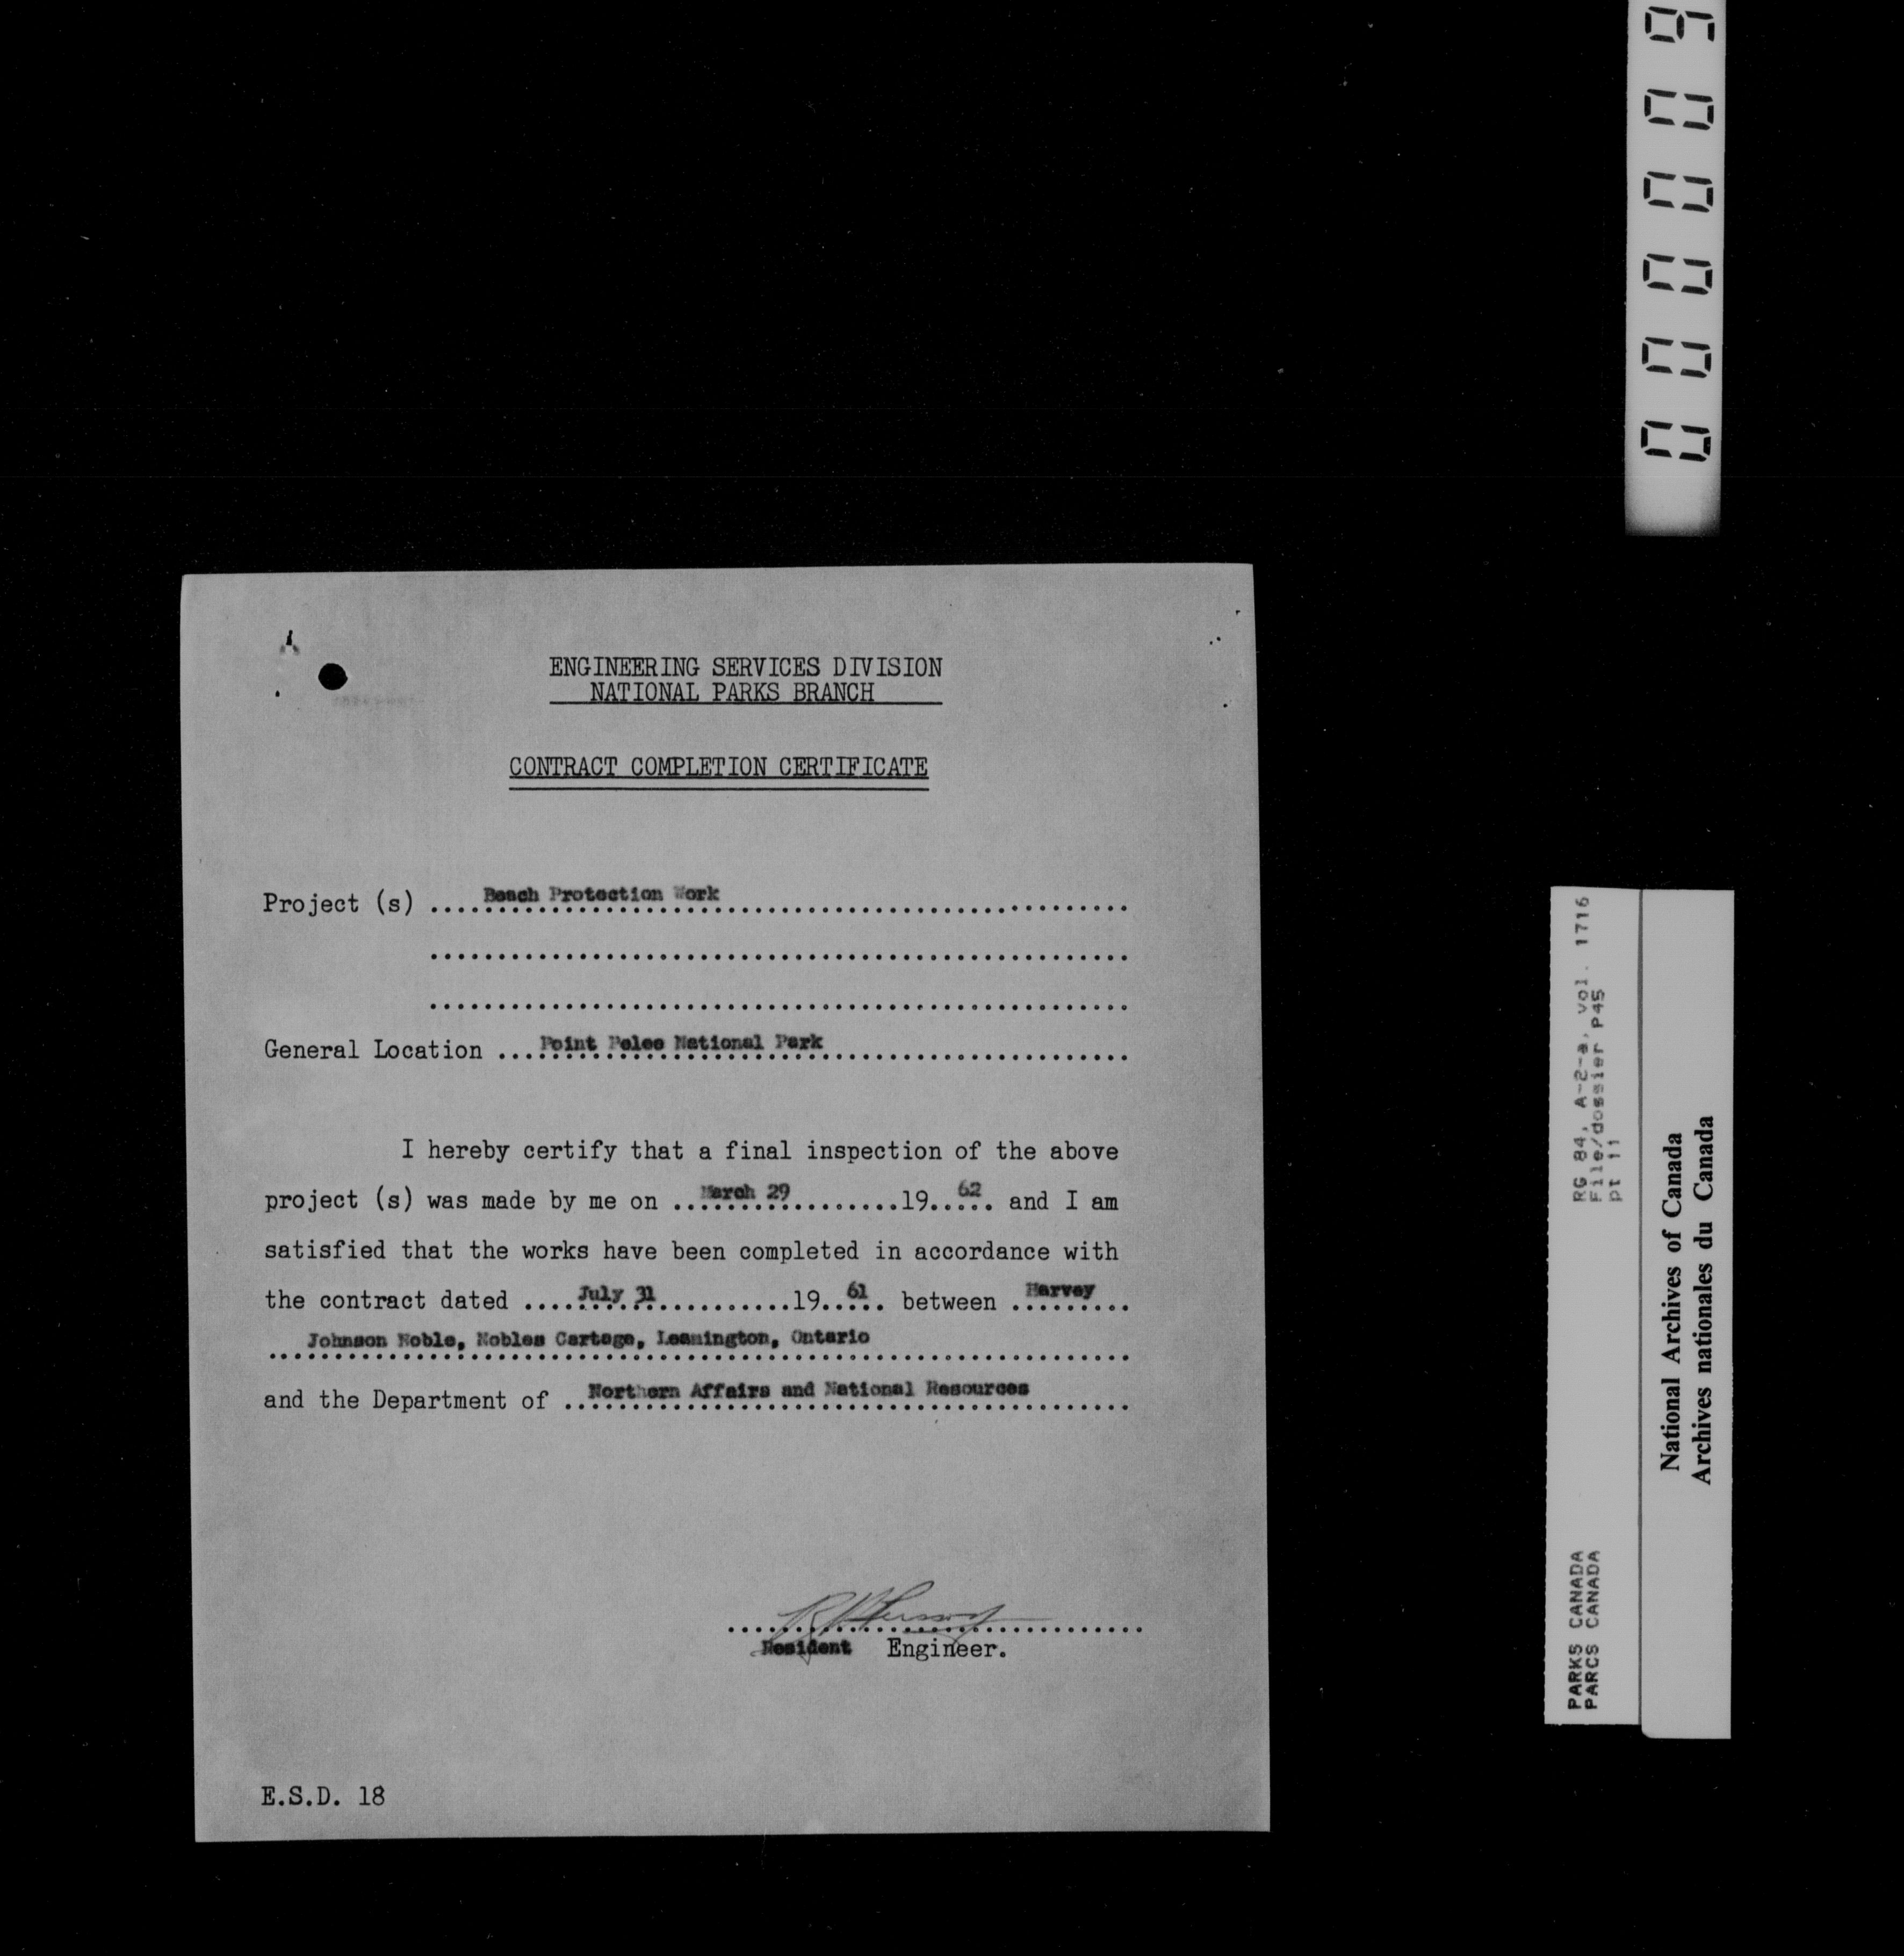 ENGINEERING SERVICES DIVISION
NATIONAL PARKS BRANCH
CONTRACT COMPLETION CERTIFICATE
Project (s) .... Beach Protection Work ....
General Location .... Point Pelee National Park ....
I hereby certify that a final inspection of the above
project (s) was made by me on .. March 29 ....19.. 62 .. and I am
satisfied that the works have been completed in accordance with
the contract dated .... July 31 ....19.. 61 .. between .. Harvey ..
Johnson Noble, Nobles Cartage, Leamington, Ontario
and the Department of .. Northern Affairs and National Resources ....
Resident Engineer.
E.S.D. 18
000009
RG 84, A-2-a, vol. 1716
File/dossier P45
pt 11
PARKS CANADA
PARCS CANADA
National Archives of Canada
Archives nationales du Canada